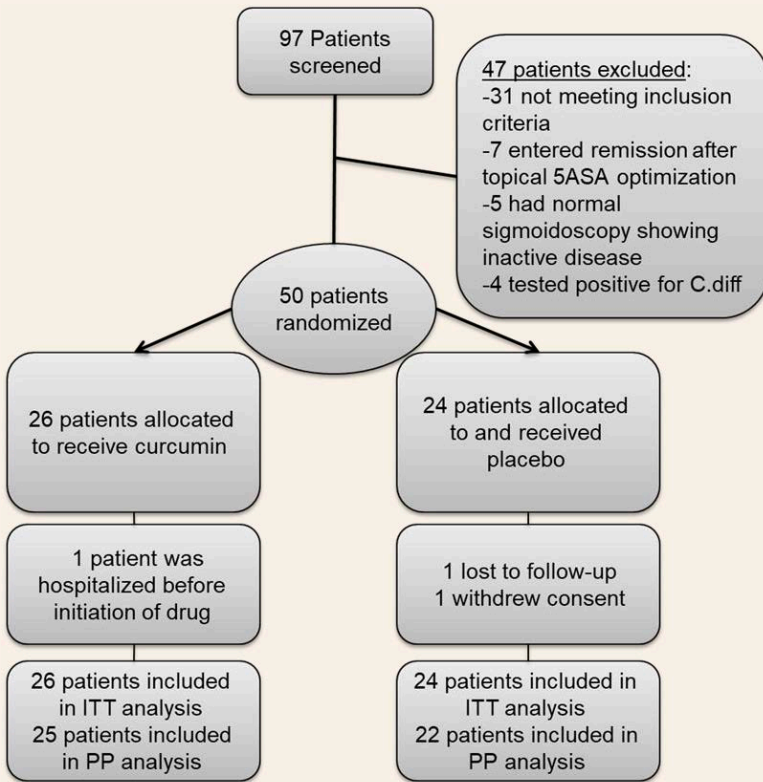 97 Patients
screened
47 patients excluded:
-31 not meeting inclusion
criteria
-7 entered remission after
topical 5ASA optimization
-5 had normal
sigmoidoscopy showing
inactive disease
-4 tested positive for C.diff
50 patients
randomized
26 patients allocated
to receive curcumin
24 patients allocated
to and received
placebo
1 patient was
hospitalized before
initiation of drug
1 lost to follow-up
1 withdrew consent
26 patients included
in ITT analysis
25 patients included
in PP analysis
24 patients included in
ITT analysis
22 patients included in
PP analysis